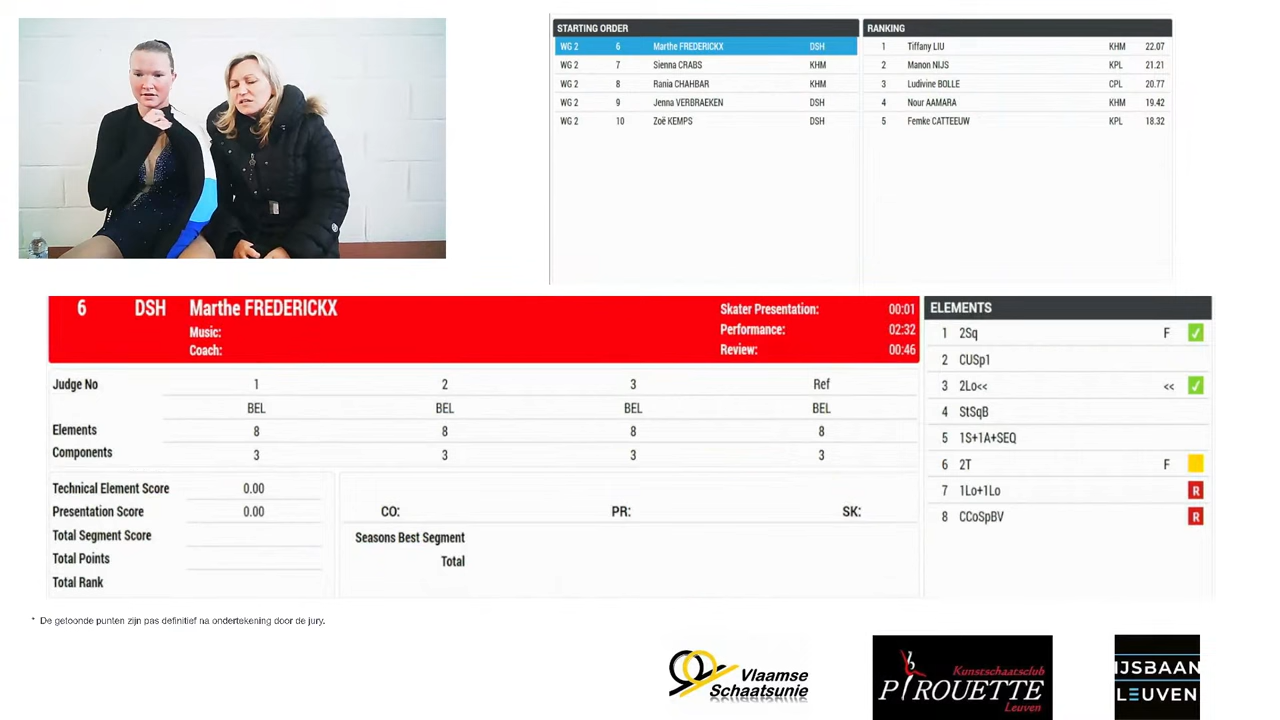 STARTING ORDER
WG 2 6 Marthe FREDERICKX DSH
WG 2 7 Sienna CRABS KHM
WG 2 8 Rania CHAHBAR KHM
WG 2 9 Jenna VERBRAEKEN DSH
WG 2 10 Zoë KEMPS DSH
RANKING
1 Tiffany LIU KHM 22.07
2 Manon NIJS KPL 21.21
3 Ludivine BOLLE CPL 20.77
4 Nour AAMARA KHM 19.42
5 Femke CATTEEUW KPL 18.32
6 DSH Marthe FREDERICKX
Music:
Coach:
Skater Presentation: 00:01
Performance: 02:32
Review: 00:46
Judge No 1 2 3 Ref
BEL BEL BEL BEL
Elements 8 8 8 8
Components 3 3 3 3
Technical Element Score 0.00
Presentation Score 0.00
Total Segment Score
Total Points
Total Rank
CO: PR: SK:
Seasons Best Segment
Total
ELEMENTS
1 2Sq F
2 CUSp1
3 2Lo<< <<
4 StSqB
5 1S+1A+SEQ
6 2T F
7 1Lo+1Lo R
8 CCoSpBV R
* De getoonde punten zijn pas definitief na ondertekening door de jury.
Vlaamse
Schaatsunie
Kunstschaatsclub
PIROUETTE
Leuven
IJSBAAN
LEUVEN